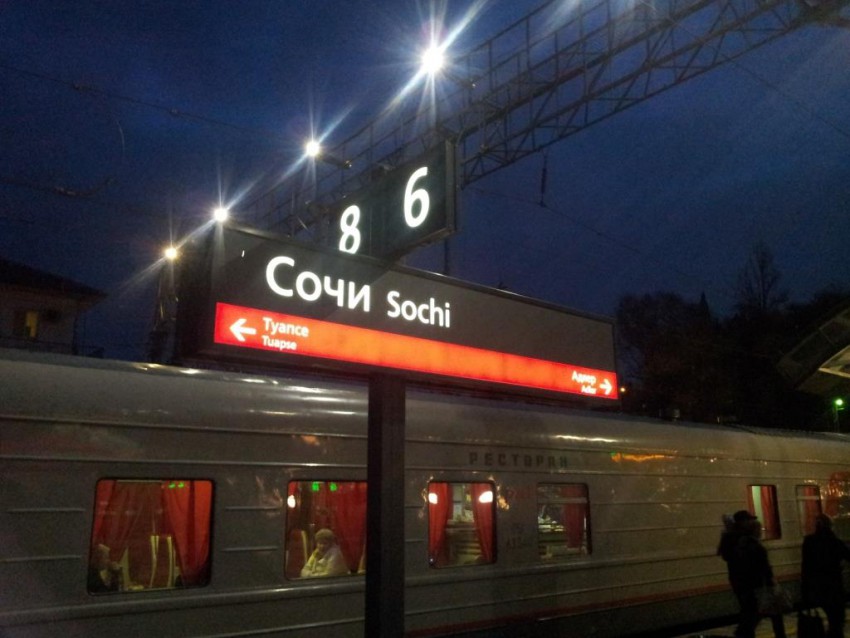 8 6
Сочи Sochi
Туапсе
Tuapse
Адлер
Adler
РЕСТОРАН